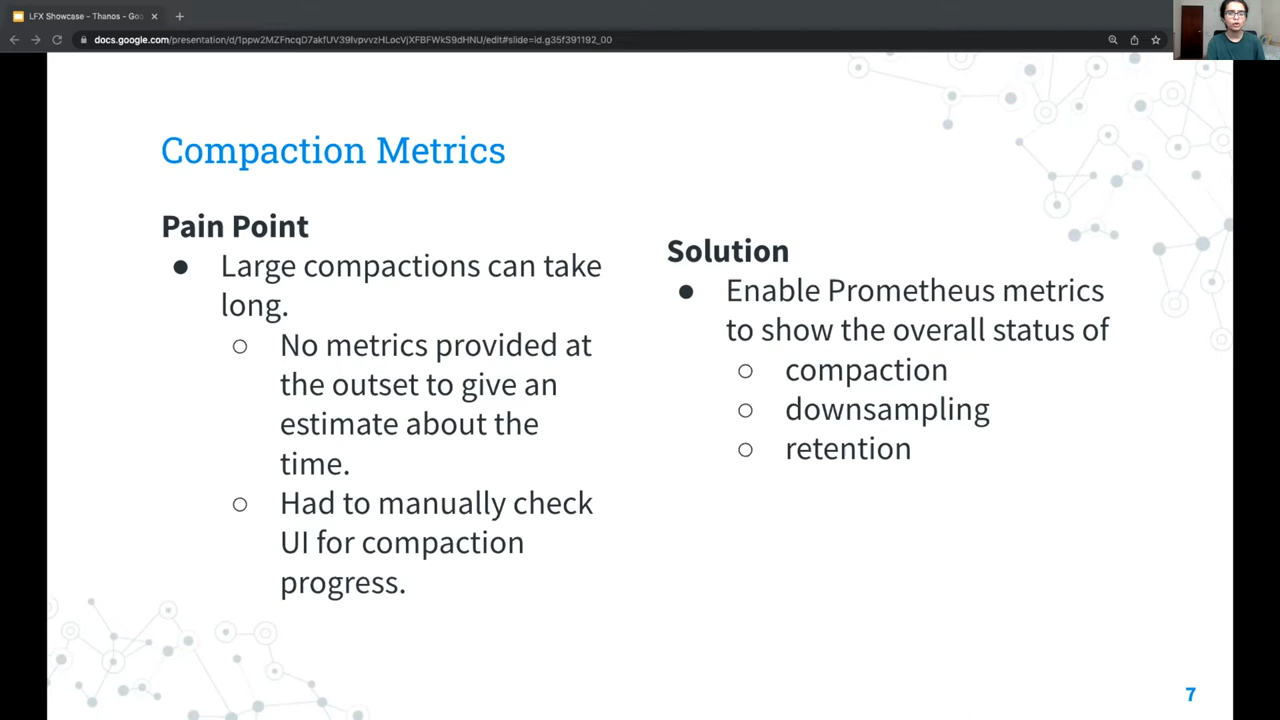 LFX Showcase - Thanos - Goo
docs.google.com/presentation/d/1ppw2MZFncqD7akfUV39IvpvvzHLocVjXFBFWkS9dHNU/edit#slide=id.g35f391192_00
Compaction Metrics
Pain Point
● Large compactions can take
long.
○ No metrics provided at
the outset to give an
estimate about the
time.
○ Had to manually check
UI for compaction
progress.
Solution
● Enable Prometheus metrics
to show the overall status of
○ compaction
○ downsampling
○ retention
7